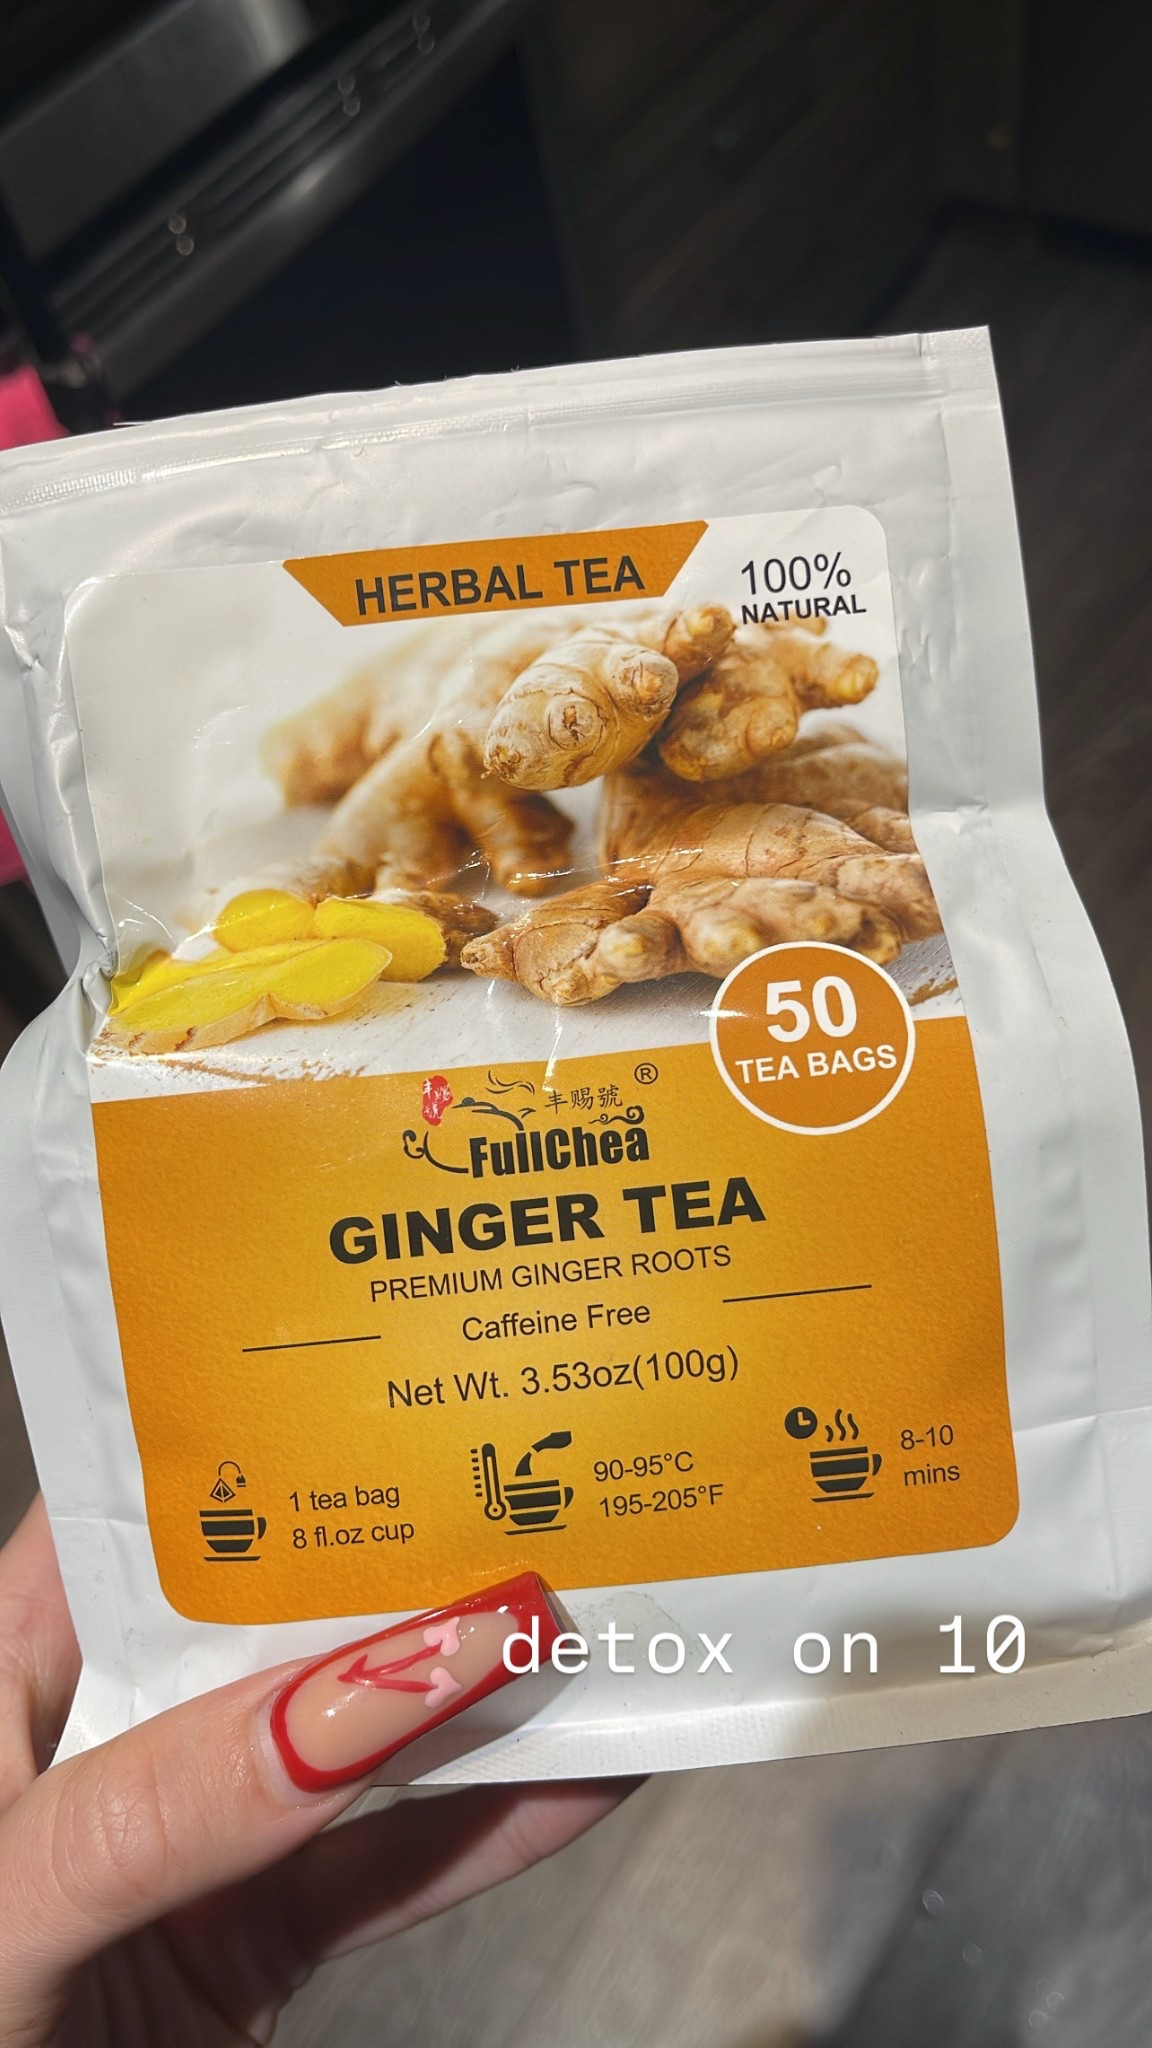 HERBAL TEA
100%
NATURAL
50
TEA BAGS
丰赐號
®
FullChea
GINGER TEA
PREMIUM GINGER ROOTS
Caffeine Free
Net Wt. 3.53oz(100g)
1 tea bag
8 fl.oz cup
90-95°C
195-205°F
8-10
mins
detox on 10